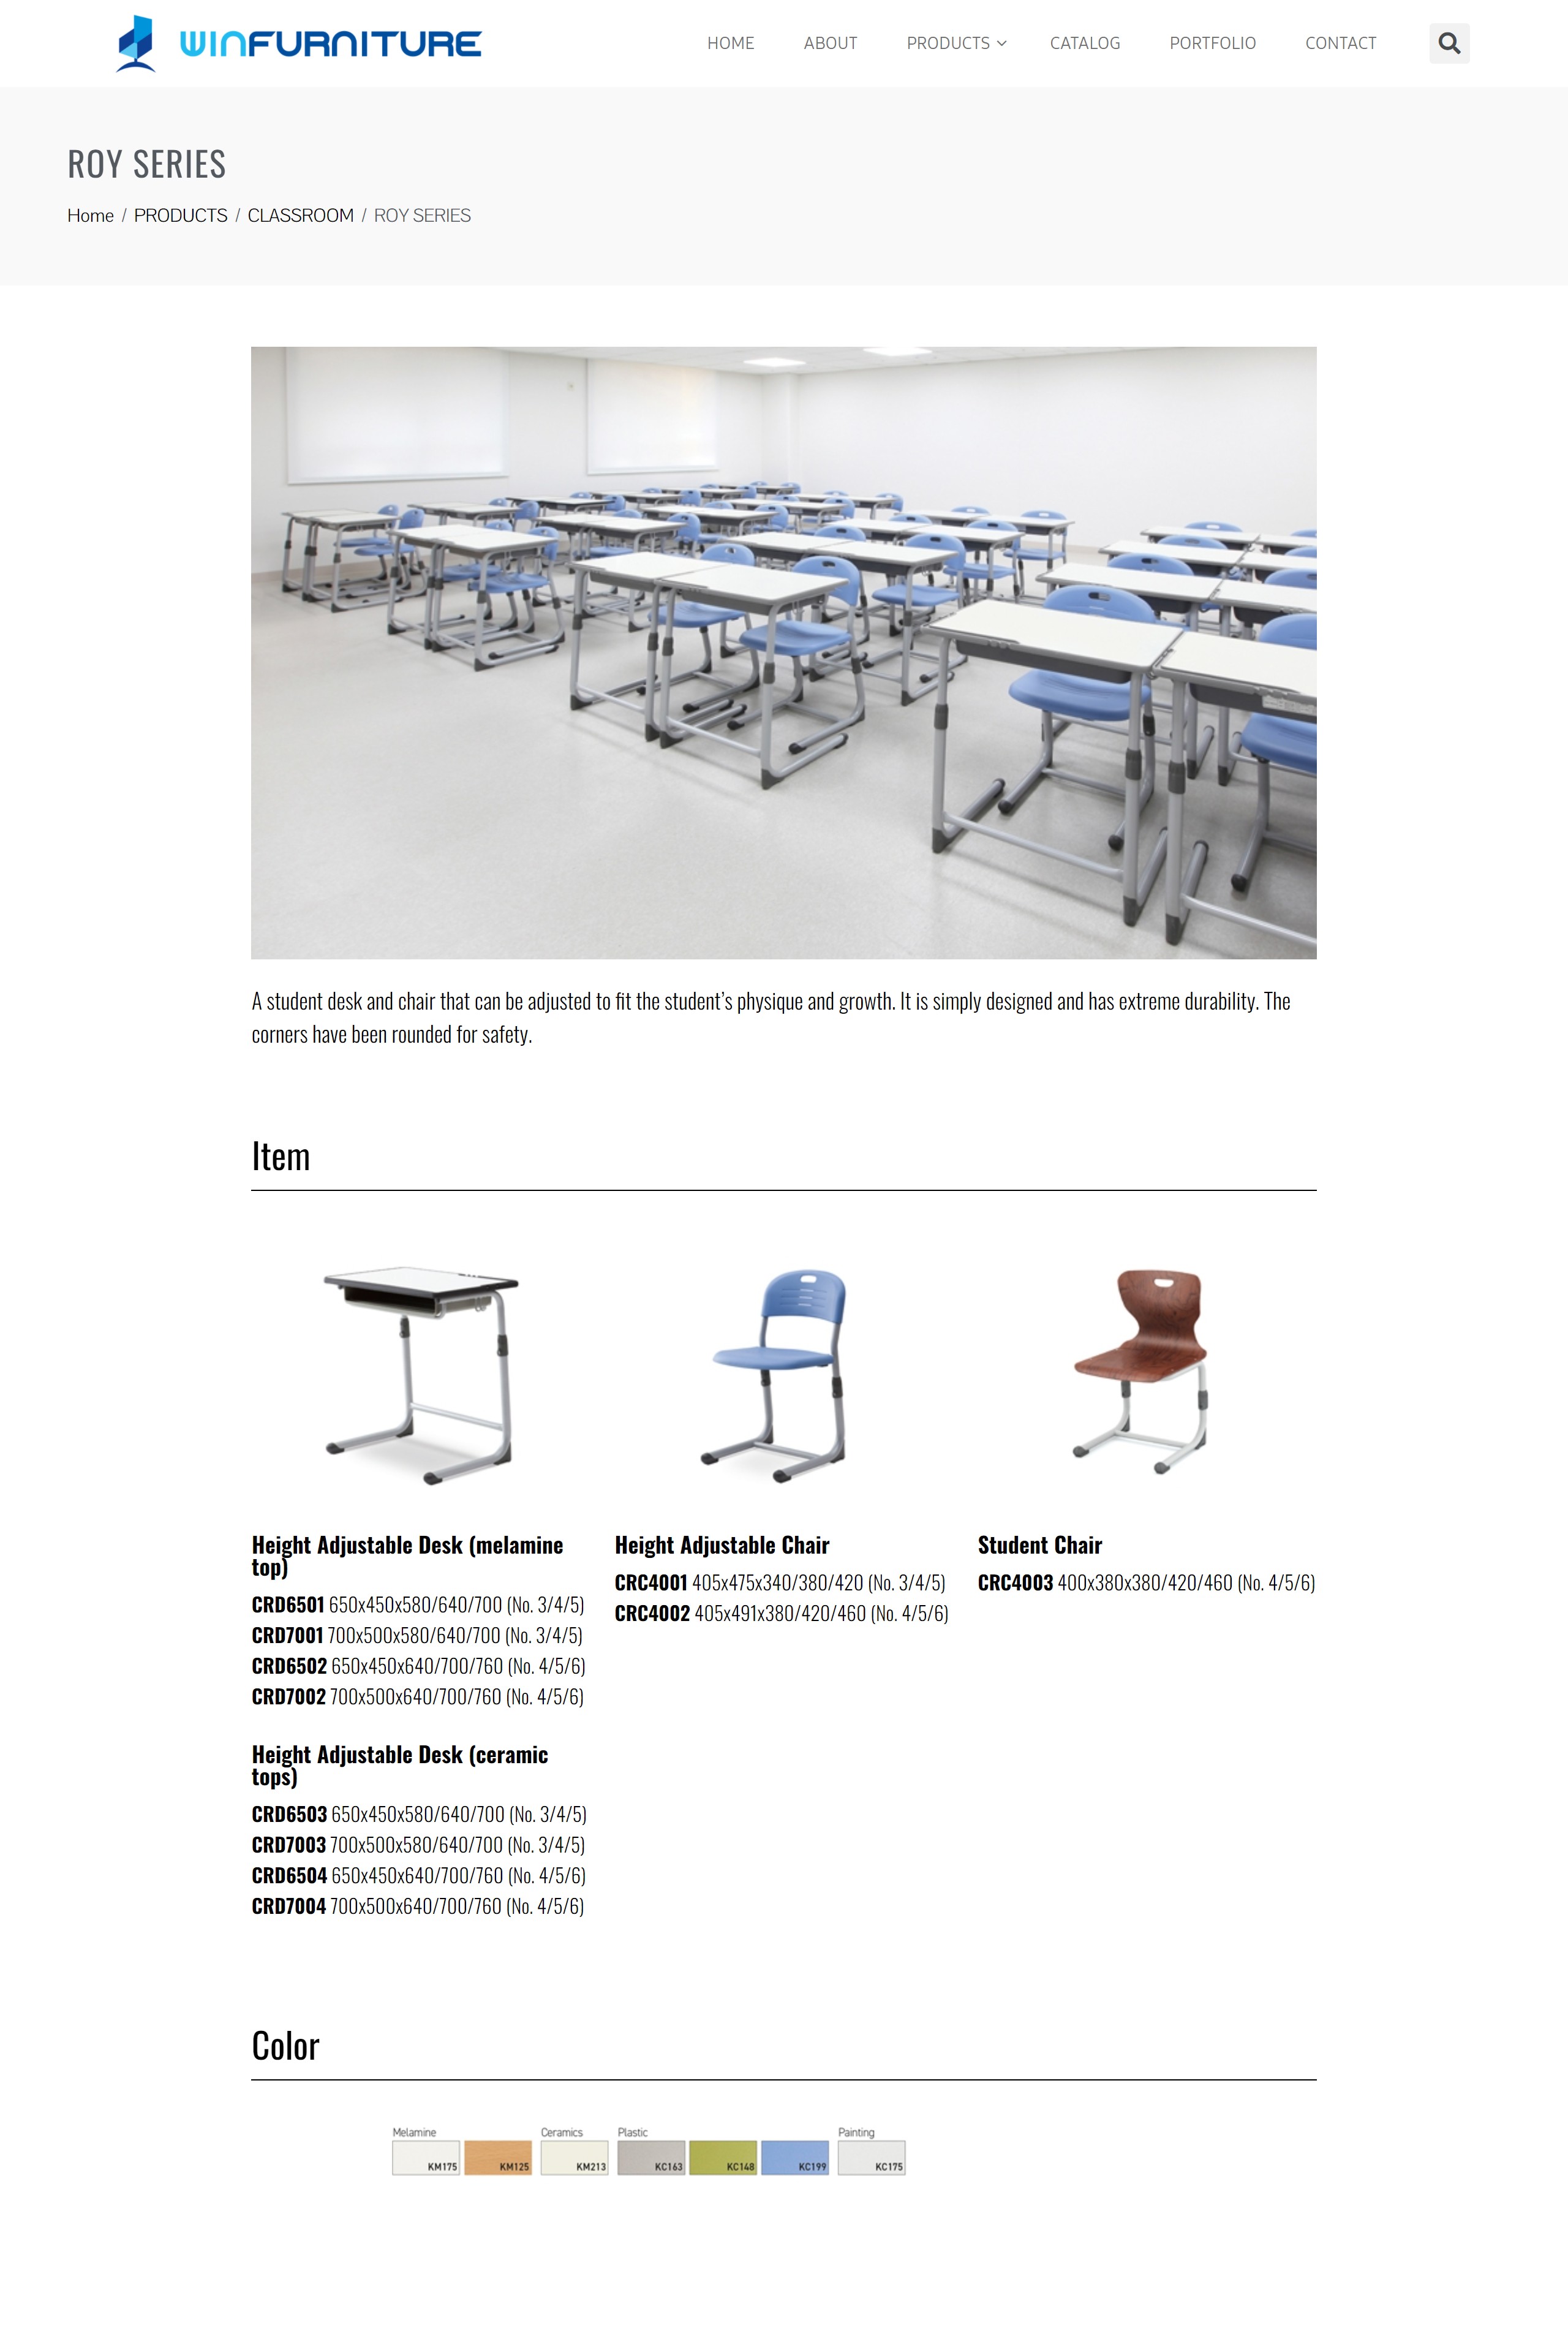 WINFURNITURE
HOME ABOUT PRODUCTS CATALOG PORTFOLIO CONTACT
ROY SERIES
Home / PRODUCTS / CLASSROOM / ROY SERIES
A student desk and chair that can be adjusted to fit the student’s physique and growth. It is simply designed and has extreme durability. The
corners have been rounded for safety.
Item
Height Adjustable Desk (melamine
top)
CRD6501 650x450x580/640/700 (No. 3/4/5)
CRD7001 700x500x580/640/700 (No. 3/4/5)
CRD6502 650x450x640/700/760 (No. 4/5/6)
CRD7002 700x500x640/700/760 (No. 4/5/6)
Height Adjustable Desk (ceramic
tops)
CRD6503 650x450x580/640/700 (No. 3/4/5)
CRD7003 700x500x580/640/700 (No. 3/4/5)
CRD6504 650x450x640/700/760 (No. 4/5/6)
CRD7004 700x500x640/700/760 (No. 4/5/6)
Height Adjustable Chair
CRC4001 405x475x340/380/420 (No. 3/4/5)
CRC4002 405x491x380/420/460 (No. 4/5/6)
Student Chair
CRC4003 400x380x380/420/460 (No. 4/5/6)
Color
Melamine Ceramics Plastic Painting
KM175 KM125 KM213 KC163 KC148 KC199 KC175